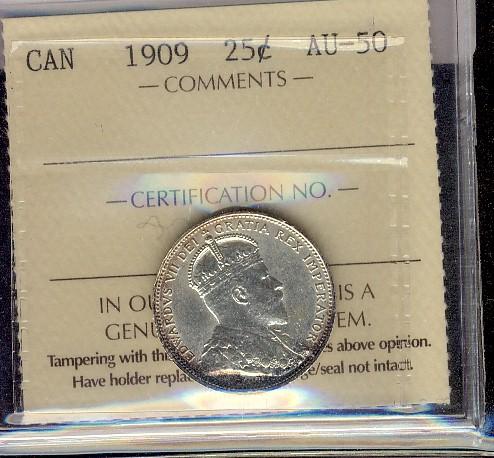 CAN 1909 25¢ AU-50
— COMMENTS —
— CERTIFICATION NO. —
EDWARDVS VII DEI GRATIA REX IMPERATOR
IN OU IS A
GENU EM.
Tampering with th s above opinion.
Have holder repla ge/seal not intact.